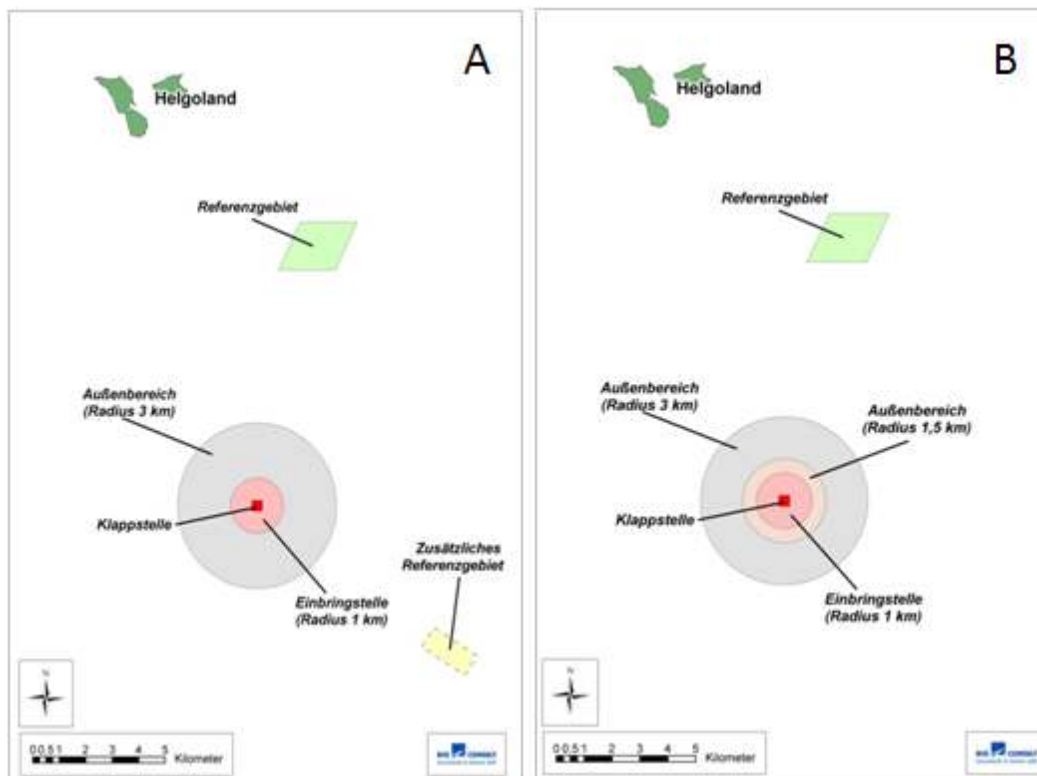 A
Helgoland
Referenzgebiet
Außenbereich
(Radius 3 km)
Klappstelle
Zusätzliches
Referenzgebiet
Einbringstelle
(Radius 1 km)
N
0 0,5 1 2 3 4 5
Kilometer
CONSULT
B
Helgoland
Referenzgebiet
Außenbereich
(Radius 3 km)
Außenbereich
(Radius 1,5 km)
Klappstelle
Einbringstelle
(Radius 1 km)
N
0 0,5 1 2 3 4 5
Kilometer
CONSULT